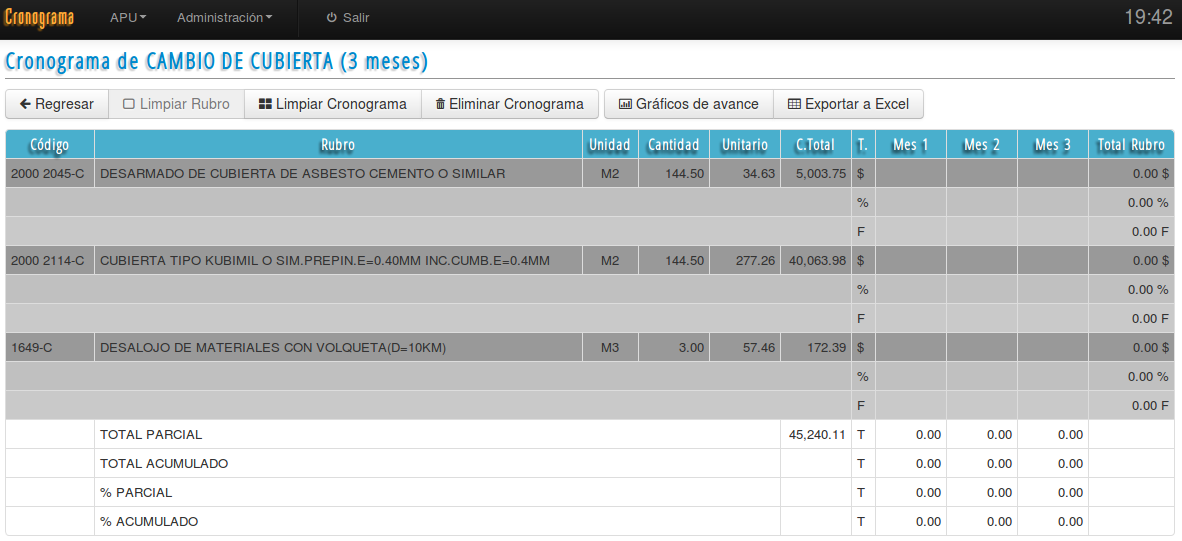 Cronograma APU Administración Salir 19:42
Cronograma de CAMBIO DE CUBIERTA (3 meses)
Regresar Limpiar Rubro Limpiar Cronograma Eliminar Cronograma Gráficos de avance Exportar a Excel
Código Rubro Unidad Cantidad Unitario C.Total T. Mes 1 Mes 2 Mes 3 Total Rubro
2000 2045-C DESARMADO DE CUBIERTA DE ASBESTO CEMENTO O SIMILAR M2 144.50 34.63 5,003.75 $ 0.00 $
% 0.00 %
F 0.00 F
2000 2114-C CUBIERTA TIPO KUBIMIL O SIM.PREPIN.E=0.40MM INC.CUMB.E=0.4MM M2 144.50 277.26 40,063.98 $ 0.00 $
% 0.00 %
F 0.00 F
1649-C DESALOJO DE MATERIALES CON VOLQUETA(D=10KM) M3 3.00 57.46 172.39 $ 0.00 $
% 0.00 %
F 0.00 F
TOTAL PARCIAL 45,240.11 T 0.00 0.00 0.00
TOTAL ACUMULADO T 0.00 0.00 0.00
% PARCIAL T 0.00 0.00 0.00
% ACUMULADO T 0.00 0.00 0.00